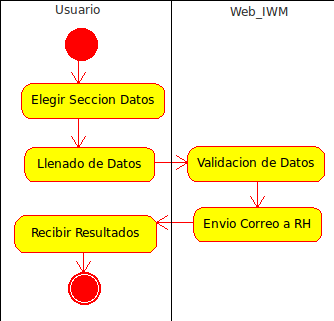 Usuario
Web_IWM
Elegir Seccion Datos
Llenado de Datos
Validacion de Datos
Envio Correo a RH
Recibir Resultados